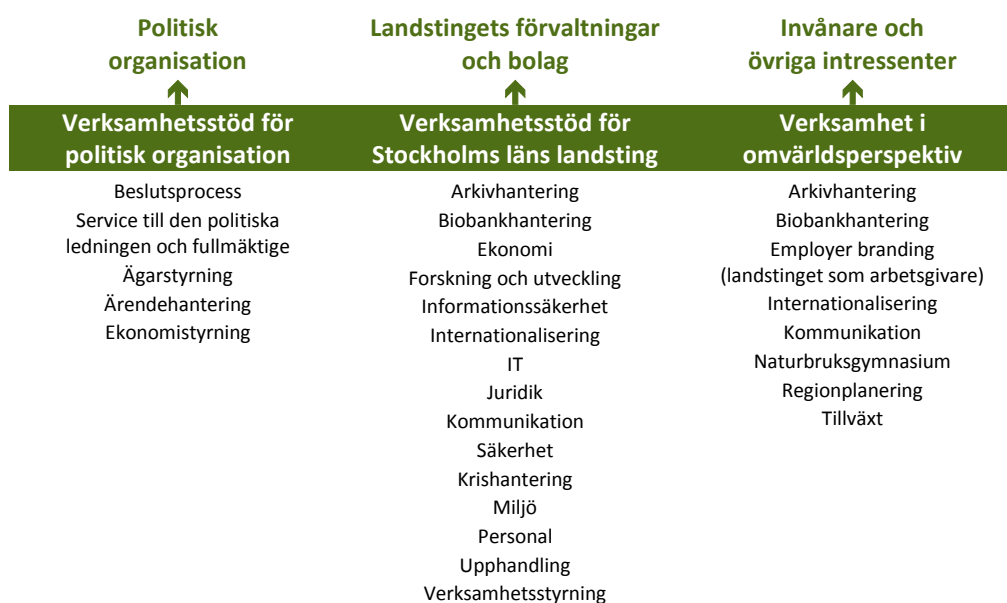 Politisk
organisation
Landstingets förvaltningar
och bolag
Invånare och
övriga intressenter
Verksamhetsstöd för
politisk organisation
Verksamhetsstöd för
Stockholms läns landsting
Verksamhet i
omvärldsperspektiv
Beslutsprocess
Service till den politiska
ledningen och fullmäktige
Ägarstyrning
Ärendehantering
Ekonomistyrning
Arkivhantering
Biobankhantering
Ekonomi
Forskning och utveckling
Informationssäkerhet
Internationalisering
IT
Juridik
Kommunikation
Säkerhet
Krishantering
Miljö
Personal
Upphandling
Verksamhetsstyrning
Arkivhantering
Biobankhantering
Employer branding
(landstinget som arbetsgivare)
Internationalisering
Kommunikation
Naturbruksgymnasium
Regionplanering
Tillväxt